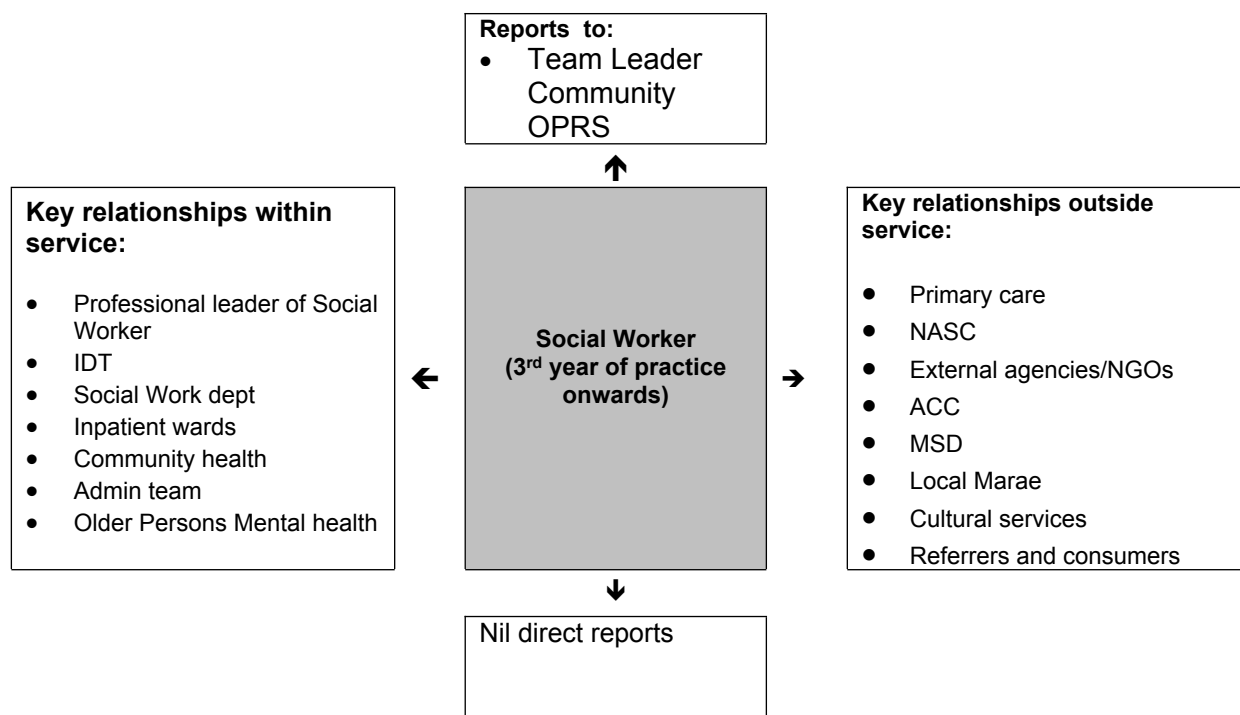 Reports to:
• Team Leader
Community
OPRS
Key relationships within
service:
• Professional leader of Social
Worker
• IDT
• Social Work dept
• Inpatient wards
• Community health
• Admin team
• Older Persons Mental health
Social Worker
(3rd year of practice
onwards)
Key relationships outside
service:
• Primary care
• NASC
• External agencies/NGOs
• ACC
• MSD
• Local Marae
• Cultural services
• Referrers and consumers
Nil direct reports